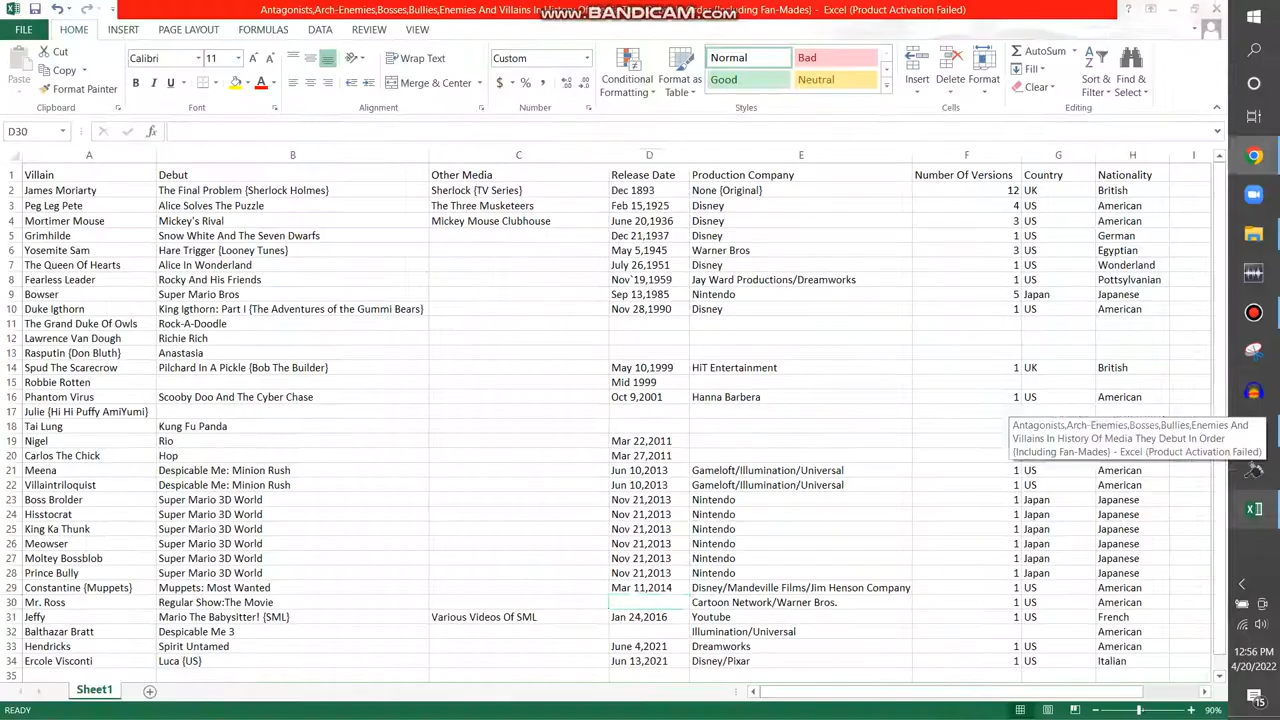 Antagonists,Arch-Enemies,Bosses,Bullies,Enemies And Villains In History Of Media They Debut In Order {Including Fan-Mades} - Excel (Product Activation Failed)
www.BANDICAM.com
FILE HOME INSERT PAGE LAYOUT FORMULAS DATA REVIEW VIEW
Paste Cut Copy Format Painter Clipboard
Calibri 11 B I U Font
Wrap Text Merge & Center Alignment
Custom $ % , Number
Conditional Formatting Format as Table Normal Bad Good Neutral Styles
Insert Delete Format Cells
AutoSum Fill Clear Sort & Filter Find & Select Editing
D30
A B C D E F G H I
1 Villain Debut Other Media Release Date Production Company Number Of Versions Country Nationality
2 James Moriarty The Final Problem {Sherlock Holmes} Sherlock {TV Series} Dec 1893 None {Original} 12 UK British
3 Peg Leg Pete Alice Solves The Puzzle The Three Musketeers Feb 15,1925 Disney 4 US American
4 Mortimer Mouse Mickey's Rival Mickey Mouse Clubhouse June 20,1936 Disney 3 US American
5 Grimhilde Snow White And The Seven Dwarfs Dec 21,1937 Disney 1 US German
6 Yosemite Sam Hare Trigger {Looney Tunes} May 5,1945 Warner Bros 3 US Egyptian
7 The Queen Of Hearts Alice In Wonderland July 26,1951 Disney 1 US Wonderland
8 Fearless Leader Rocky And His Friends Nov`19,1959 Jay Ward Productions/Dreamworks 1 US Pottsylvanian
9 Bowser Super Mario Bros Sep 13,1985 Nintendo 5 Japan Japanese
10 Duke Igthorn King Igthorn: Part I {The Adventures of the Gummi Bears} Nov 28,1990 Disney 1 US American
11 The Grand Duke Of Owls Rock-A-Doodle
12 Lawrence Van Dough Richie Rich
13 Rasputin {Don Bluth} Anastasia
14 Spud The Scarecrow Pilchard In A Pickle {Bob The Builder} May 10,1999 HiT Entertainment 1 UK British
15 Robbie Rotten Mid 1999
16 Phantom Virus Scooby Doo And The Cyber Chase Oct 9,2001 Hanna Barbera 1 US American
17 Julie {Hi Hi Puffy AmiYumi}
18 Tai Lung Kung Fu Panda
19 Nigel Rio Mar 22,2011
20 Carlos The Chick Hop Mar 27,2011
Antagonists,Arch-Enemies,Bosses,Bullies,Enemies And
Villains In History Of Media They Debut In Order
{Including Fan-Mades} - Excel (Product Activation Failed)
21 Meena Despicable Me: Minion Rush Jun 10,2013 Gameloft/Illumination/Universal 1 US American
22 Villaintriloquist Despicable Me: Minion Rush Jun 10,2013 Gameloft/Illumination/Universal 1 US American
23 Boss Brolder Super Mario 3D World Nov 21,2013 Nintendo 1 Japan Japanese
24 Hisstocrat Super Mario 3D World Nov 21,2013 Nintendo 1 Japan Japanese
25 King Ka Thunk Super Mario 3D World Nov 21,2013 Nintendo 1 Japan Japanese
26 Meowser Super Mario 3D World Nov 21,2013 Nintendo 1 Japan Japanese
27 Moltey Bossblob Super Mario 3D World Nov 21,2013 Nintendo 1 Japan Japanese
28 Prince Bully Super Mario 3D World Nov 21,2013 Nintendo 1 Japan Japanese
29 Constantine {Muppets} Muppets: Most Wanted Mar 11,2014 Disney/Mandeville Films/Jim Henson Company 1 US American
30 Mr. Ross Regular Show:The Movie Cartoon Network/Warner Bros. 1 US American
31 Jeffy Mario The Babysitter! {SML} Various Videos Of SML Jan 24,2016 Youtube 1 US French
32 Balthazar Bratt Despicable Me 3 Illumination/Universal American
33 Hendricks Spirit Untamed June 4,2021 Dreamworks 1 US American
34 Ercole Visconti Luca {US} Jun 13,2021 Disney/Pixar 1 US Italian
35
Sheet1
READY 90%
12:56 PM
4/20/2022
15